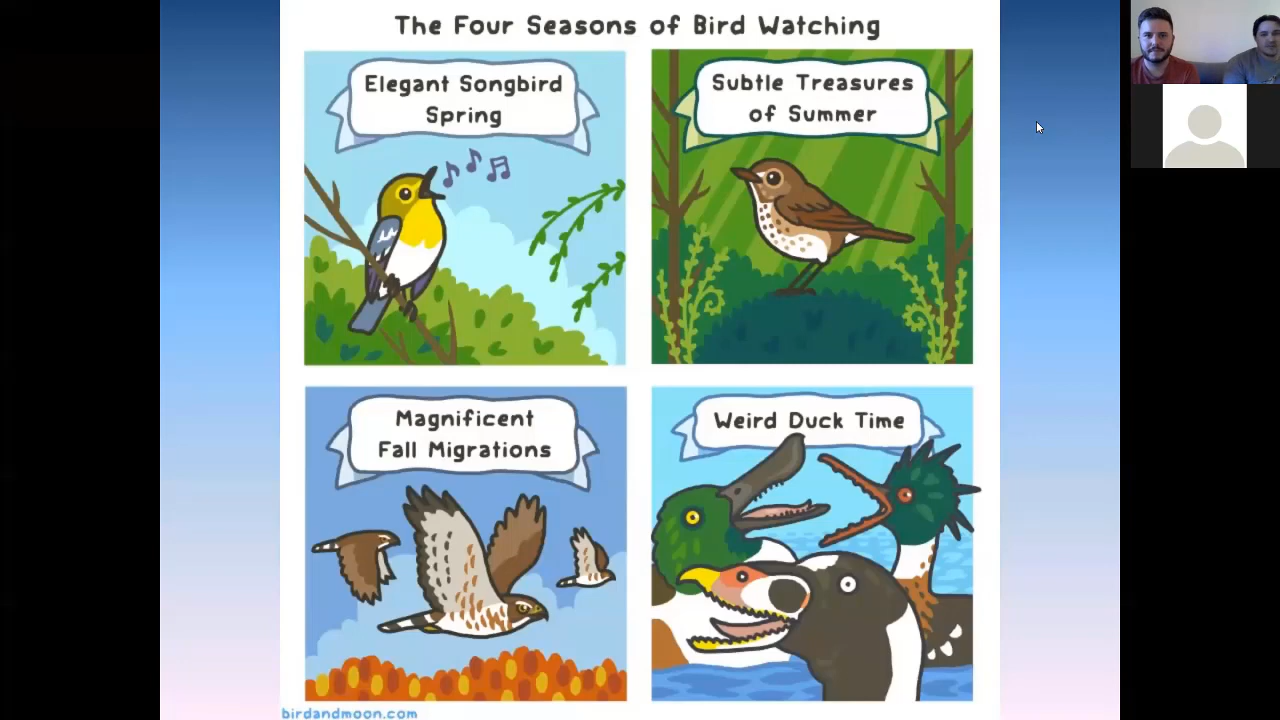 The Four Seasons of Bird Watching
Elegant Songbird
Spring
Subtle Treasures
of Summer
Magnificent
Fall Migrations
Weird Duck Time
birdandmoon.com